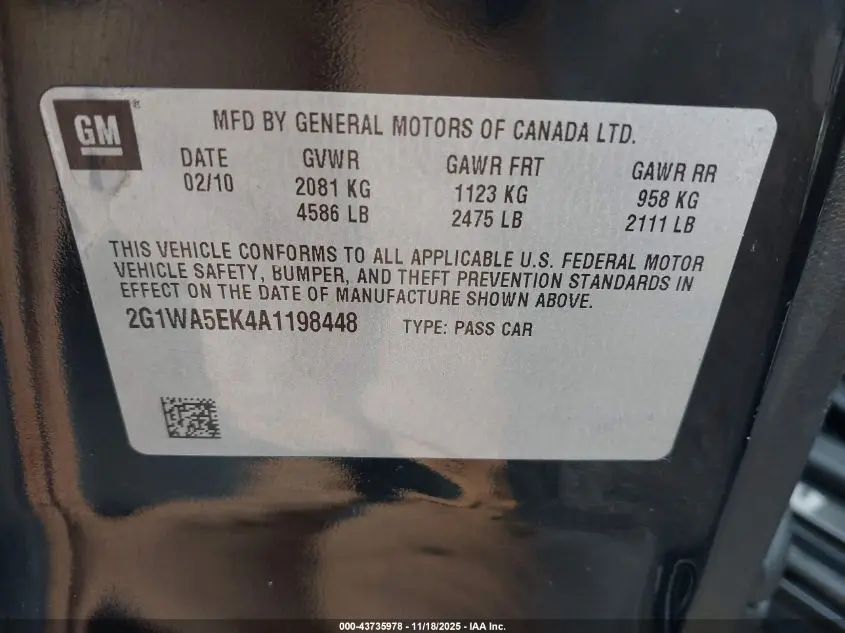 GM
MFD BY GENERAL MOTORS OF CANADA LTD.
DATE GVWR GAWR FRT GAWR RR
02/10 2081 KG 1123 KG 958 KG
4586 LB 2475 LB 2111 LB
THIS VEHICLE CONFORMS TO ALL APPLICABLE U.S. FEDERAL MOTOR
VEHICLE SAFETY, BUMPER, AND THEFT PREVENTION STANDARDS IN
EFFECT ON THE DATE OF MANUFACTURE SHOWN ABOVE.
2G1WA5EK4A1198448 TYPE: PASS CAR
000-43735978 - 11/18/2025 - IAA Inc.